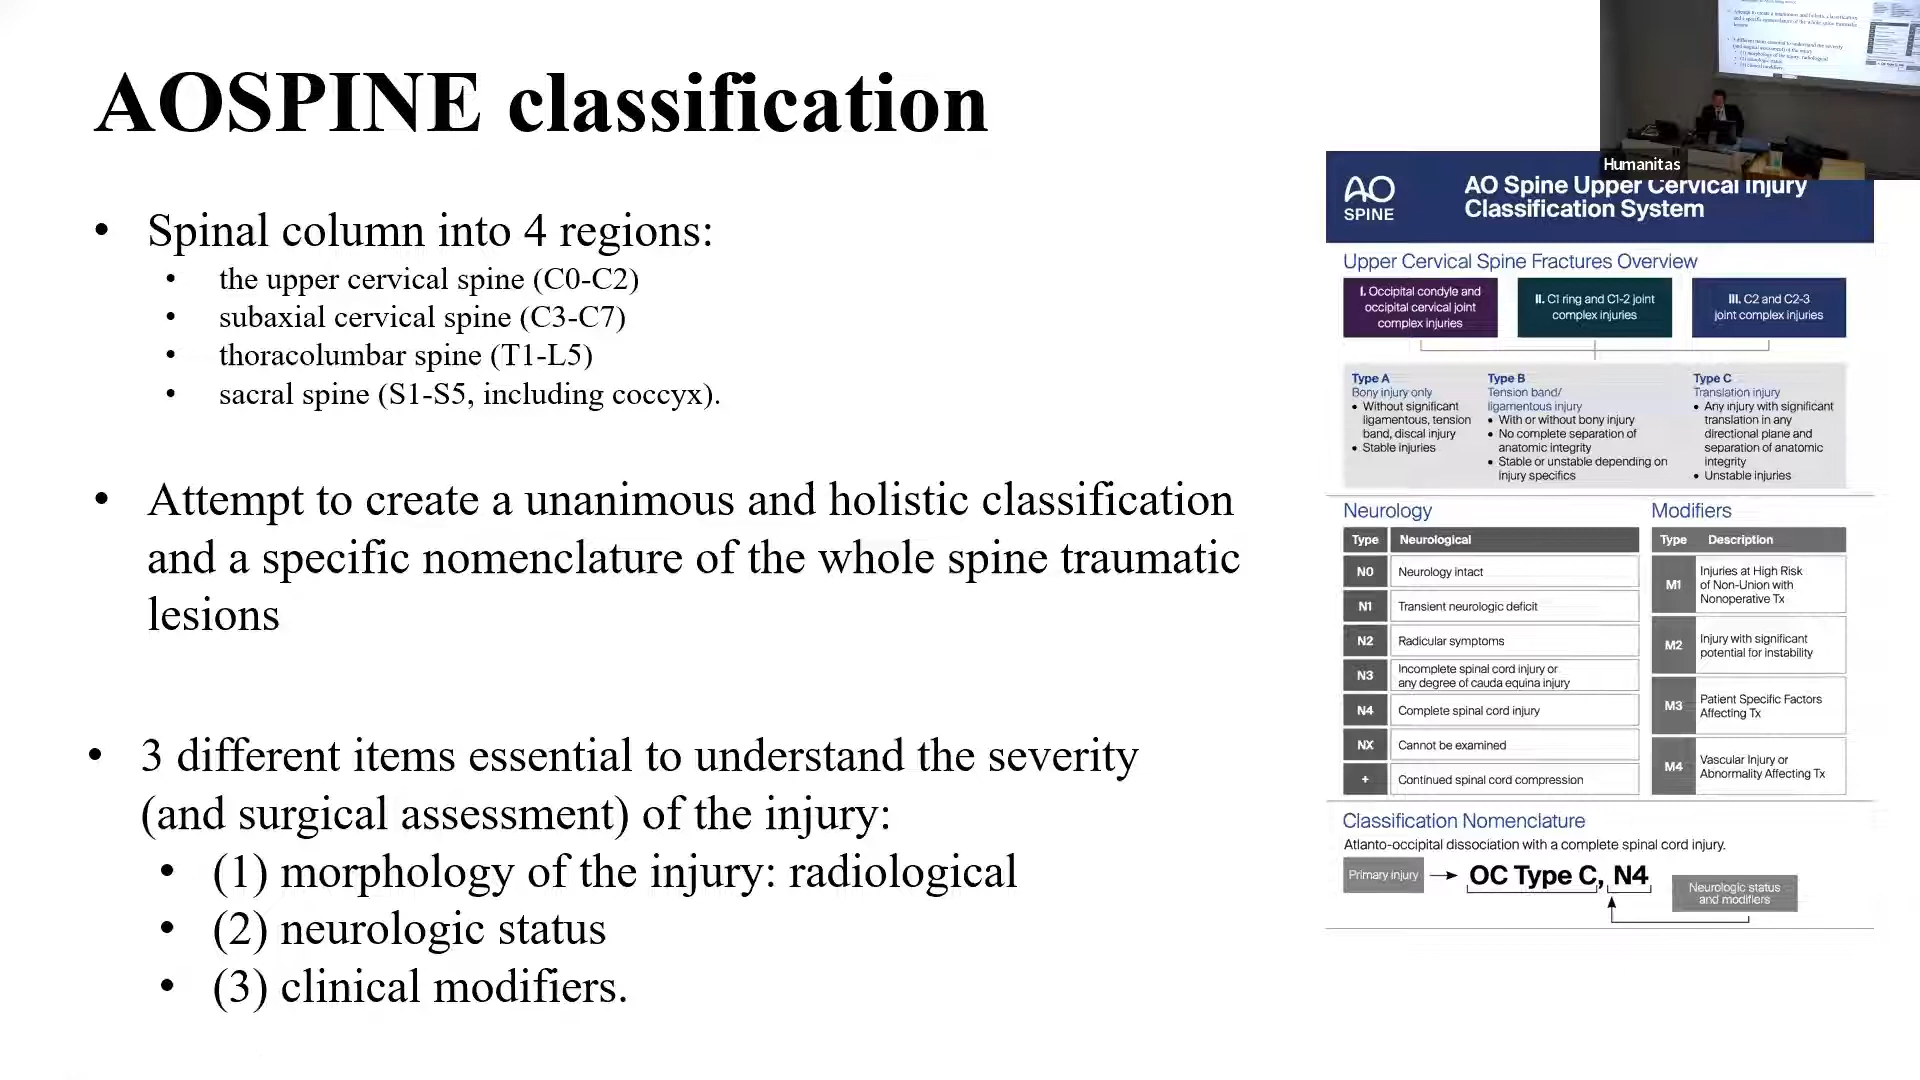 AOSPINE classification
• Spinal column into 4 regions:
• the upper cervical spine (C0-C2)
• subaxial cervical spine (C3-C7)
• thoracolumbar spine (T1-L5)
• sacral spine (S1-S5, including coccyx).
• Attempt to create a unanimous and holistic classification
and a specific nomenclature of the whole spine traumatic
lesions
• 3 different items essential to understand the severity
(and surgical assessment) of the injury:
• (1) morphology of the injury: radiological
• (2) neurologic status
• (3) clinical modifiers.
Humanitas
AO
SPINE
AO Spine Upper Cervical Injury
Classification System
Upper Cervical Spine Fractures Overview
I. Occipital condyle and
occipital cervical joint
complex injuries
II. C1 ring and C1-2 joint
complex injuries
III. C2 and C2-3
joint complex injuries
Type A
Bony injury only
• Without significant
ligamentous, tension
band, discal injury
• Stable injuries
Type B
Tension band/
ligamentous injury
• With or without bony injury
• No complete separation of
anatomic integrity
• Stable or unstable depending on
injury specifics
Type C
Translation injury
• Any injury with significant
translation in any
directional plane and
separation of anatomic
integrity
• Unstable injuries
Neurology
Type Neurological
N0 Neurology intact
N1 Transient neurologic deficit
N2 Radicular symptoms
N3 Incomplete spinal cord injury or
any degree of cauda equina injury
N4 Complete spinal cord injury
NX Cannot be examined
+ Continued spinal cord compression
Modifiers
Type Description
M1 Injuries at High Risk
of Non-Union with
Nonoperative Tx
M2 Injury with significant
potential for instability
M3 Patient Specific Factors
Affecting Tx
M4 Vascular Injury or
Abnormality Affecting Tx
Classification Nomenclature
Atlanto-occipital dissociation with a complete spinal cord injury.
Primary injury
OC Type C, N4
Neurologic status
and modifiers